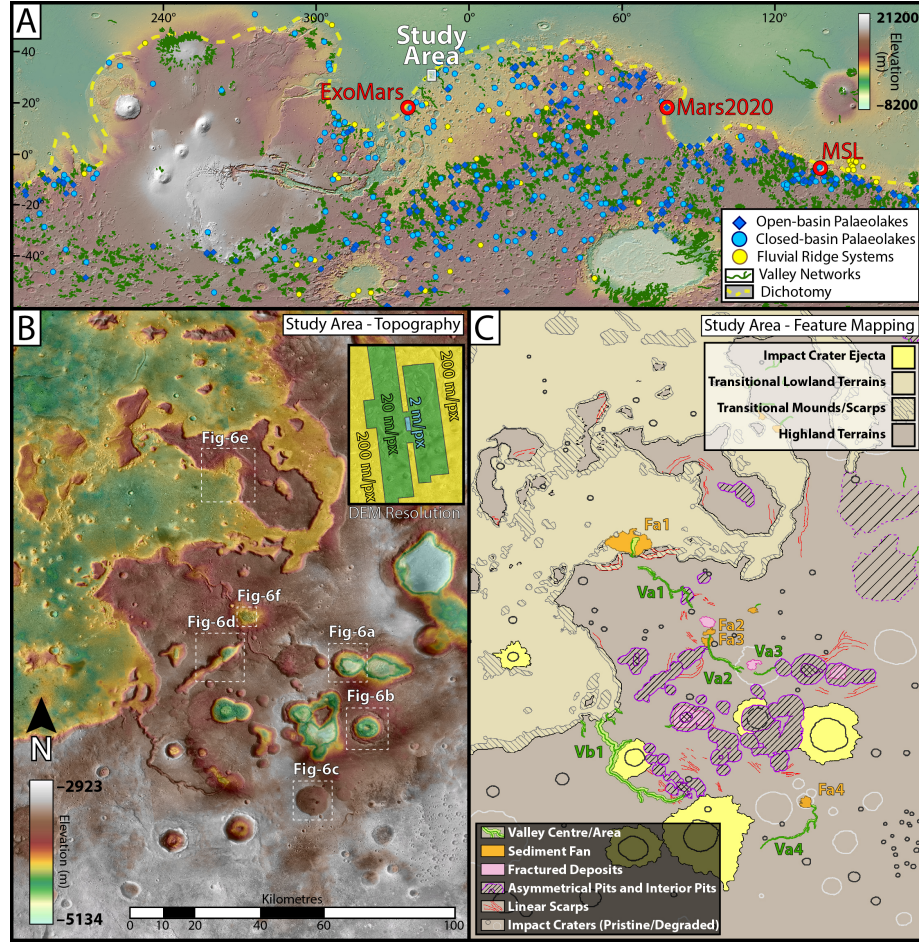 A
240°
300°
0°
60°
120°
40
20°
0°
-20°
-40°
Study
Area
ExoMars
Mars2020
MSL
21200
Elevation
(m)
-8200
Open-basin Palaeolakes
Closed-basin Palaeolakes
Fluvial Ridge Systems
Valley Networks
Dichotomy
B
Study Area - Topography
200 m/px
20 m/px
2 m/px
200 m/px
DEM Resolution
Fig-6e
Fig-6f
Fig-6d
Fig-6a
Fig-6b
Fig-6c
N
–2923
Elevation (m)
–5134
Kilometres
0
10
20
40
60
80
100
C
Study Area - Feature Mapping
Impact Crater Ejecta
Transitional Lowland Terrains
Transitional Mounds/Scarps
Highland Terrains
Fa1
Va1
Fa2
Fa3
Va3
Va2
Vb1
Fa4
Va4
Valley Centre/Area
Sediment Fan
Fractured Deposits
Asymmetrical Pits and Interior Pits
Linear Scarps
Impact Craters (Pristine/Degraded)